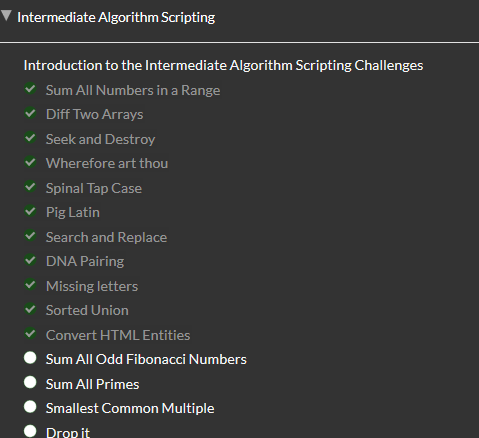 Intermediate Algorithm Scripting
Introduction to the Intermediate Algorithm Scripting Challenges
Sum All Numbers in a Range
Diff Two Arrays
Seek and Destroy
Wherefore art thou
Spinal Tap Case
Pig Latin
Search and Replace
DNA Pairing
Missing letters
Sorted Union
Convert HTML Entities
Sum All Odd Fibonacci Numbers
Sum All Primes
Smallest Common Multiple
Drop it